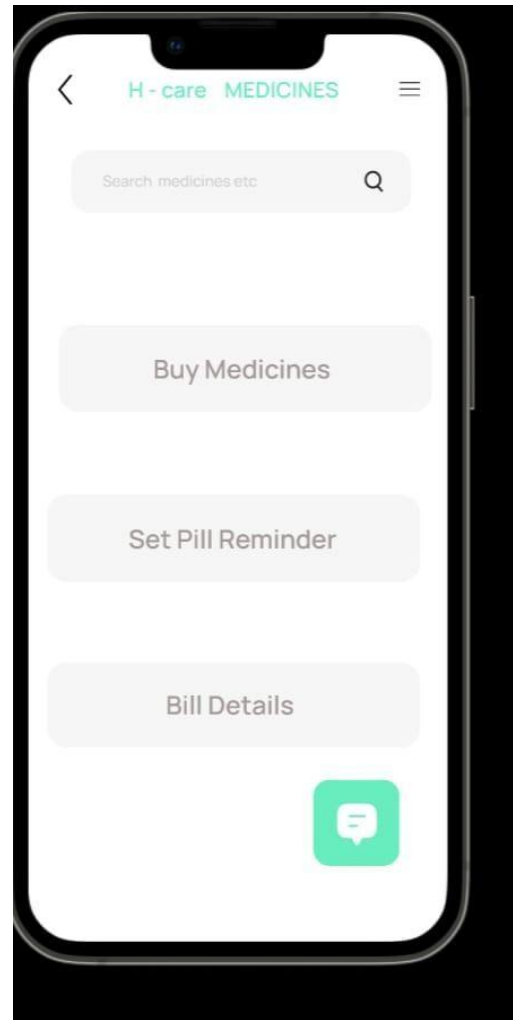 H - care MEDICINES
Search medicines etc
Buy Medicines
Set Pill Reminder
Bill Details